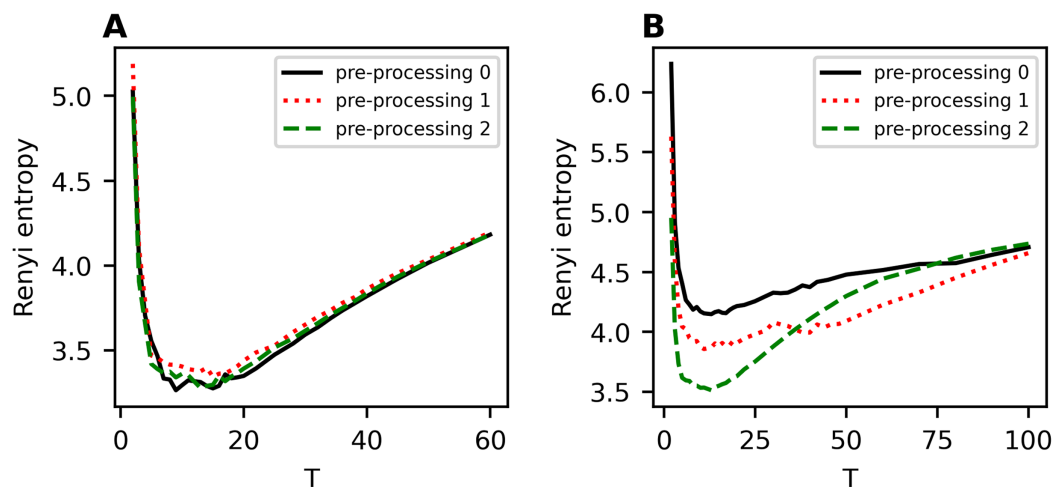 A
Renyi entropy
5.0
4.5
4.0
3.5
0
20
40
60
T
pre-processing 0
pre-processing 1
pre-processing 2
B
Renyi entropy
6.0
5.5
5.0
4.5
4.0
3.5
0
25
50
75
100
T
pre-processing 0
pre-processing 1
pre-processing 2